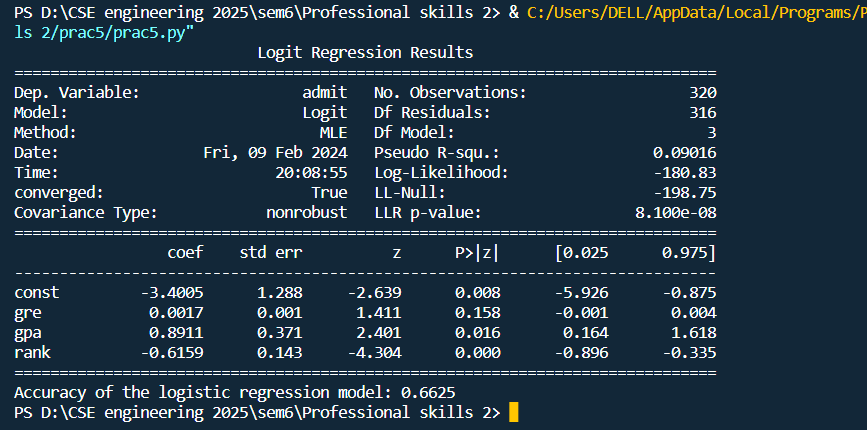 PS D:\CSE engineering 2025\sem6\Professional skills 2> & C:/Users/DELL/AppData/Local/Programs/P
ls 2/prac5/prac5.py"
                           Logit Regression Results
==============================================================================
Dep. Variable:                  admit   No. Observations:                  320
Model:                          Logit   Df Residuals:                      316
Method:                           MLE   Df Model:                            3
Date:                Fri, 09 Feb 2024   Pseudo R-squ.:                 0.09016
Time:                        20:08:55   Log-Likelihood:                -180.83
converged:                       True   LL-Null:                       -198.75
Covariance Type:            nonrobust   LLR p-value:                 8.100e-08
==============================================================================
                 coef    std err          z      P>|z|      [0.025      0.975]
------------------------------------------------------------------------------
const         -3.4005      1.288     -2.639      0.008      -5.926      -0.875
gre            0.0017      0.001      1.411      0.158      -0.001       0.004
gpa            0.8911      0.371      2.401      0.016       0.164       1.618
rank          -0.6159      0.143     -4.304      0.000      -0.896      -0.335
==============================================================================
Accuracy of the logistic regression model: 0.6625
PS D:\CSE engineering 2025\sem6\Professional skills 2>